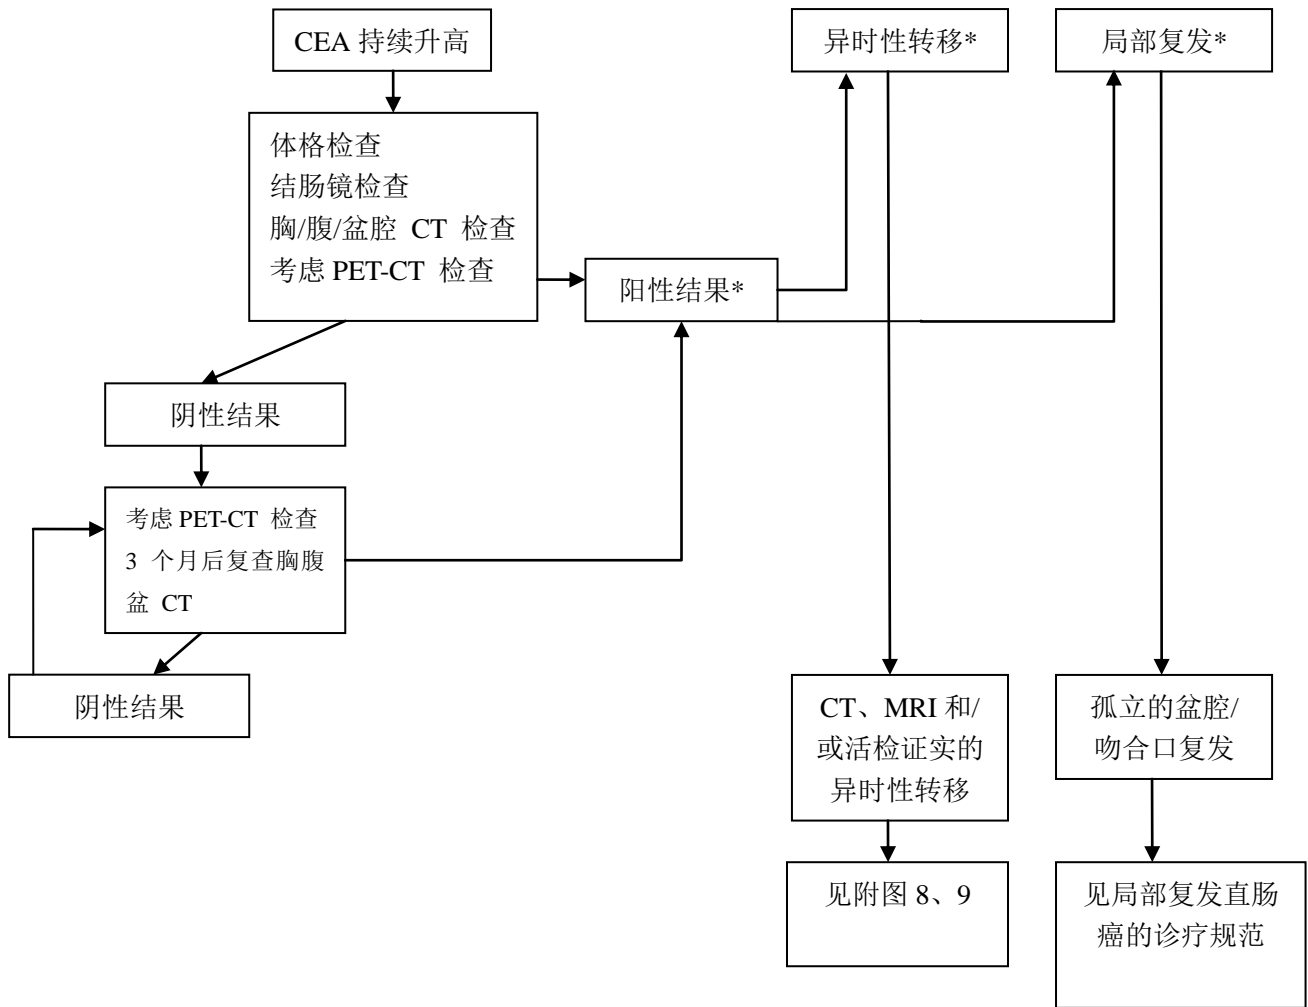 CEA 持续升高
异时性转移*
局部复发*
体格检查
结肠镜检查
胸/腹/盆腔 CT 检查
考虑 PET-CT 检查
阳性结果*
阴性结果
考虑 PET-CT 检查
3 个月后复查胸腹
盆 CT
阴性结果
CT、MRI 和/
或活检证实的
异时性转移
孤立的盆腔/
吻合口复发
见附图 8、9
见局部复发直肠
癌的诊疗规范